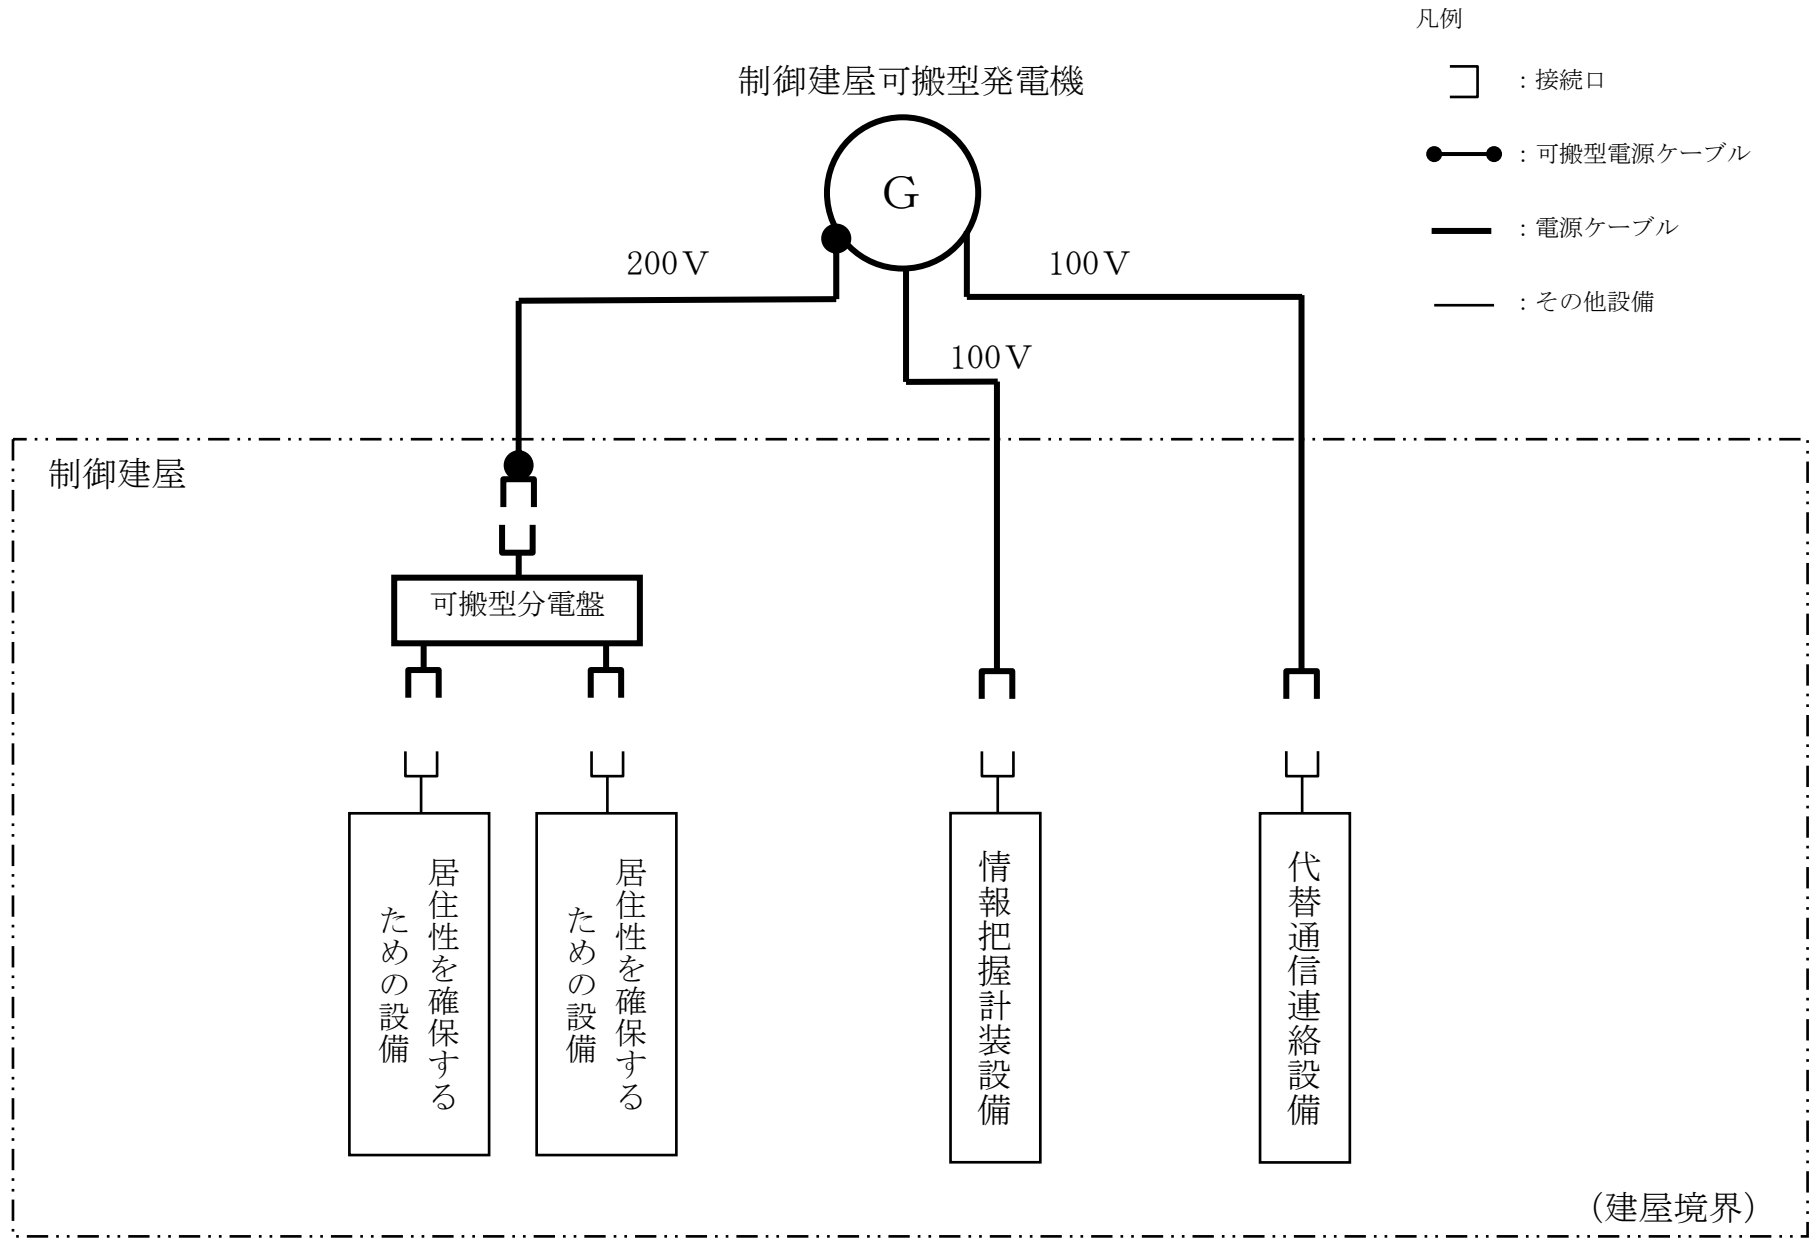 凡例
：接続口
：可搬型電源ケーブル
：電源ケーブル
：その他設備
制御建屋可搬型発電機
G
200V
100V
100V
制御建屋
可搬型分電盤
居住性を確保する
ための設備
居住性を確保する
ための設備
情報把握計装設備
代替通信連絡設備
（建屋境界）